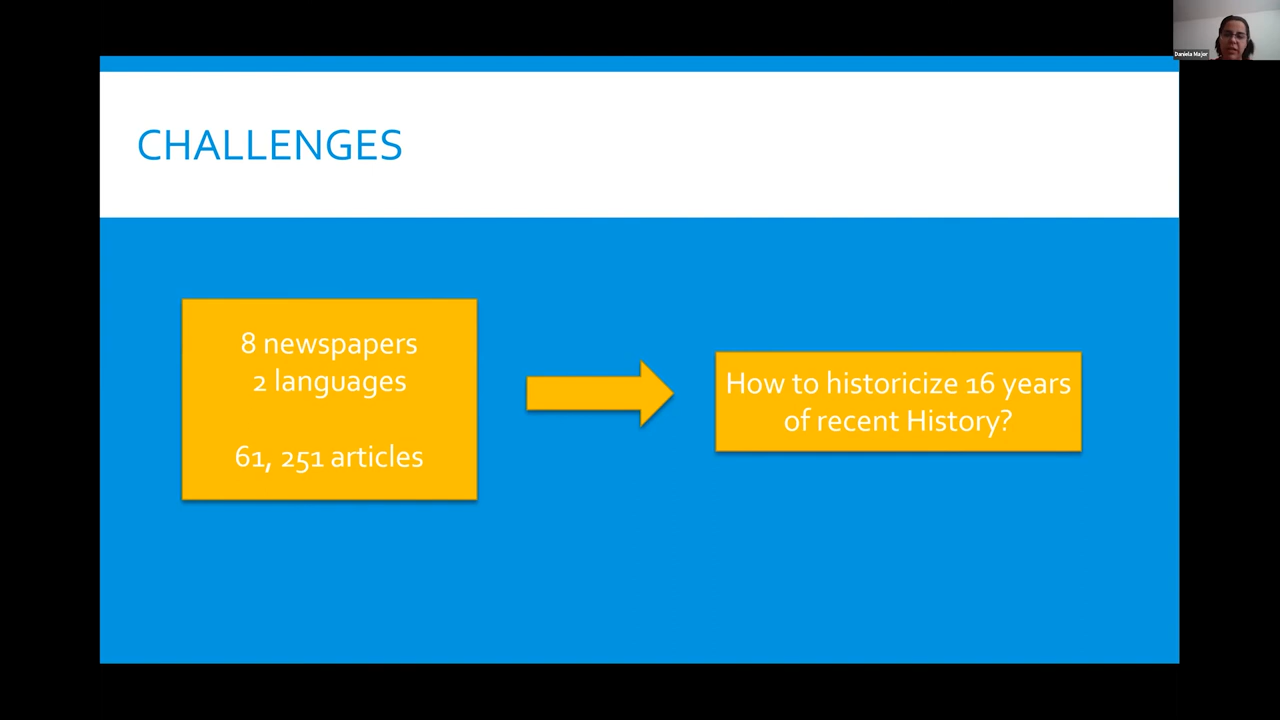 Daniela Major
CHALLENGES
8 newspapers
2 languages
61, 251 articles
How to historicize 16 years
of recent History?